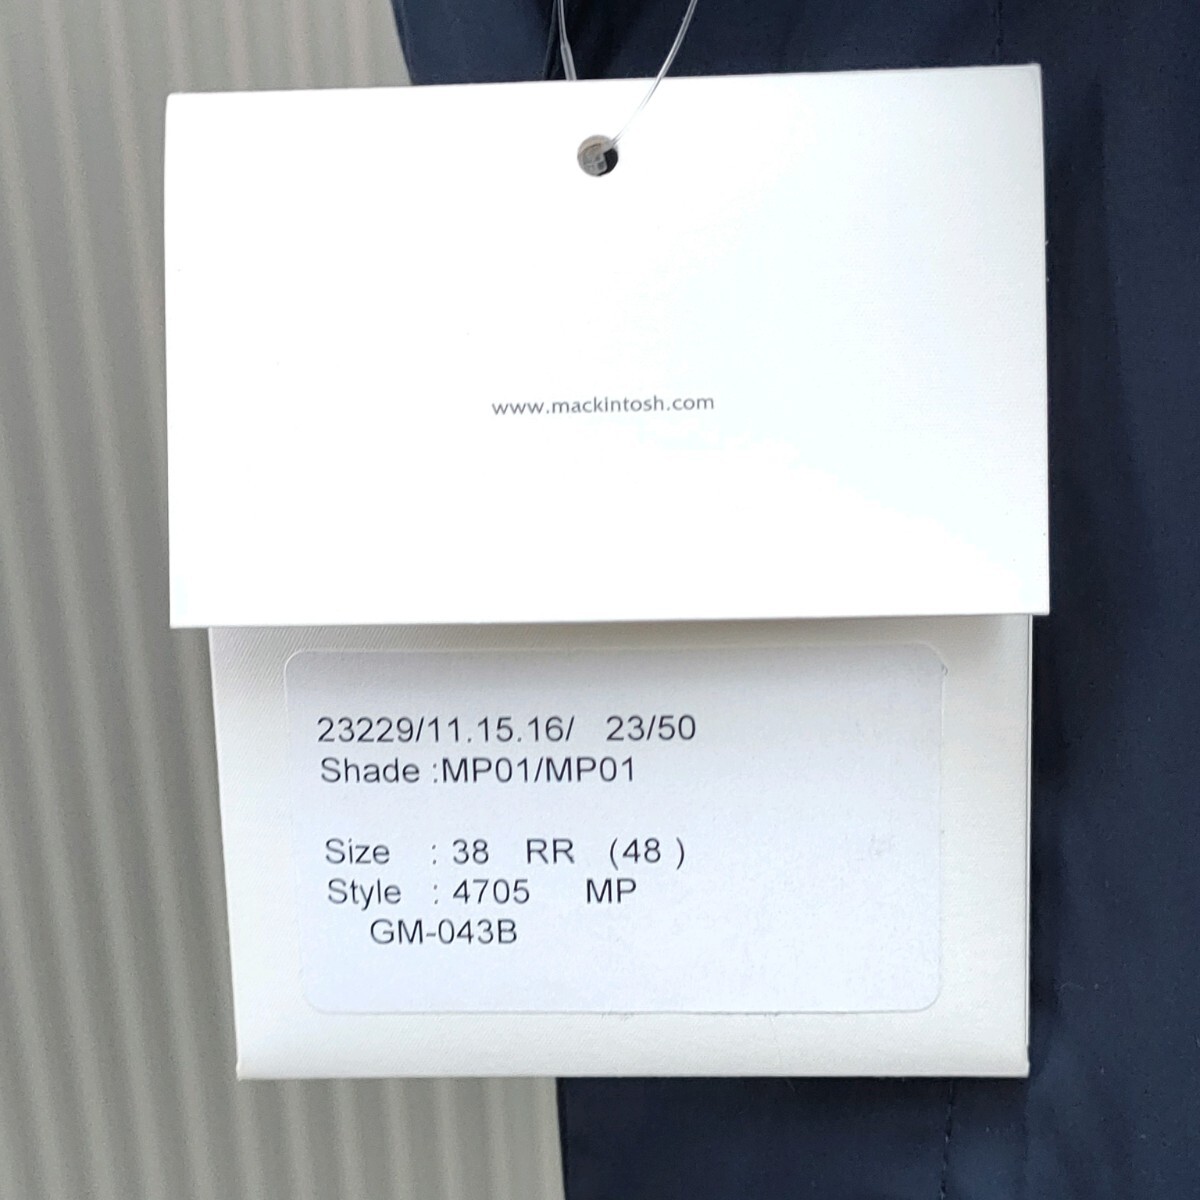 www.mackintosh.com
23229/11.15.16/ 23/50
Shade :MP01/MP01
Size : 38 RR (48 )
Style : 4705 MP
GM-043B